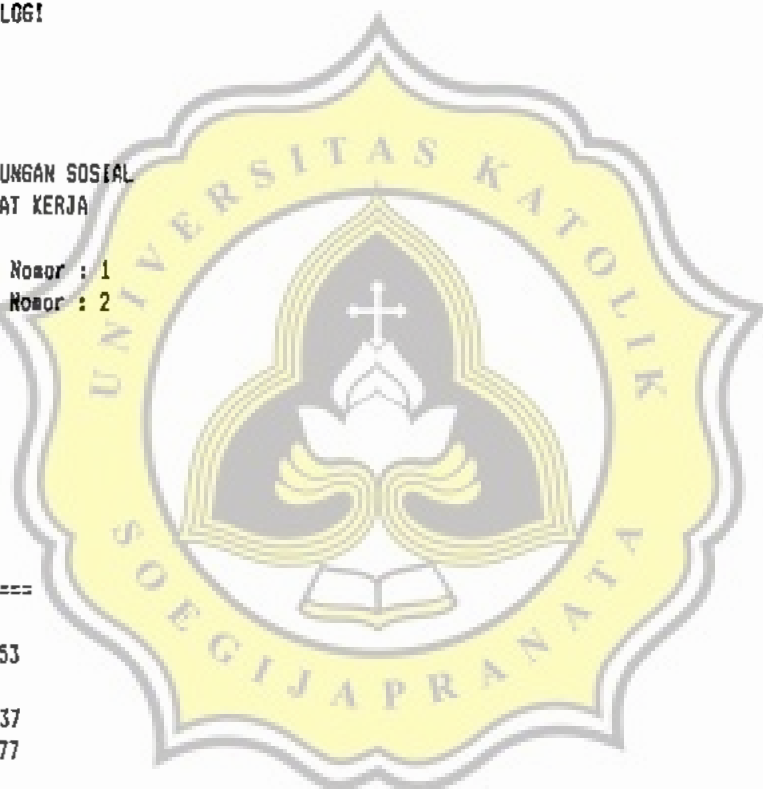 LOGI
UNGAN SOSIAL
AT KERJA
Nomor : 1
Nomor : 2
UNIVERSITAS KATOLIK
SOEGIJAPRANATA
===
53
37
77